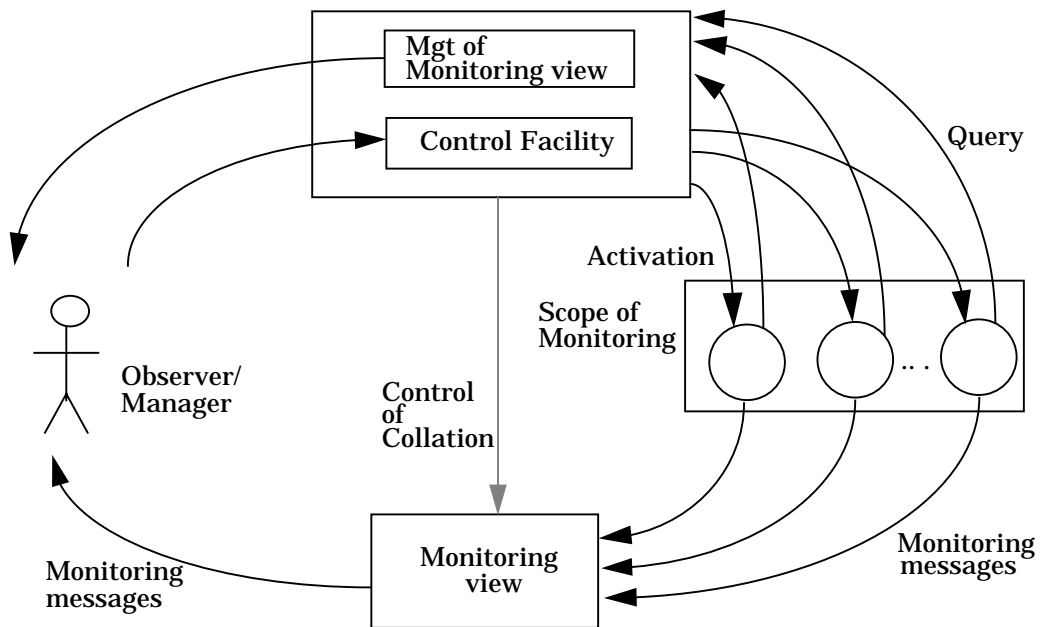 Mgt of
Monitoring view
Control Facility
Query
Activation
Scope of
Monitoring
.. .
Observer/
Manager
Control
of
Collation
Monitoring
view
Monitoring
messages
Monitoring
messages